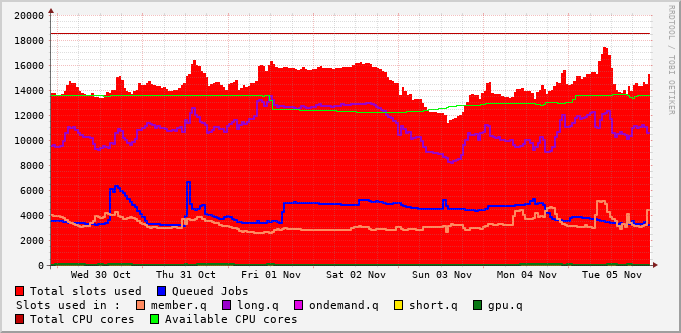 20000
18000
16000
14000
12000
10000
8000
6000
4000
2000
0
Wed 30 Oct Thu 31 Oct Fri 01 Nov Sat 02 Nov Sun 03 Nov Mon 04 Nov Tue 05 Nov
Total slots used Queued Jobs
Slots used in : member.q long.q ondemand.q short.q gpu.q
Total CPU cores Available CPU cores
RRDTOOL / TOBI OETIKER